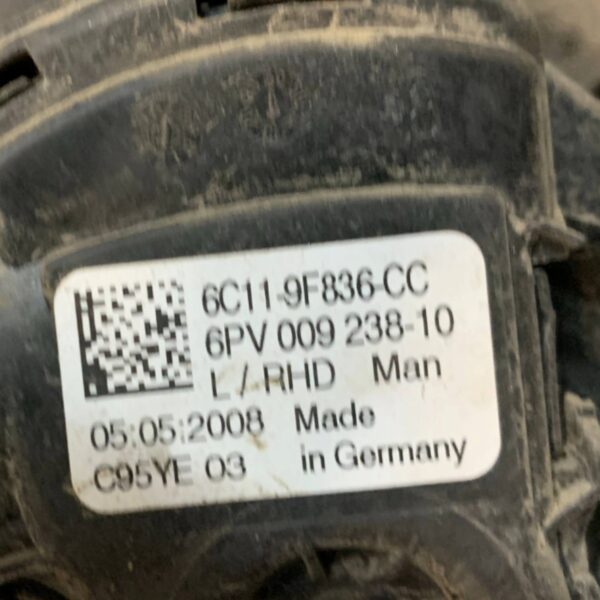 6C11-9F836-CC
6PV 009 238-10
L/RHD Man
05:05:2008 Made
C95YE 03 in Germany